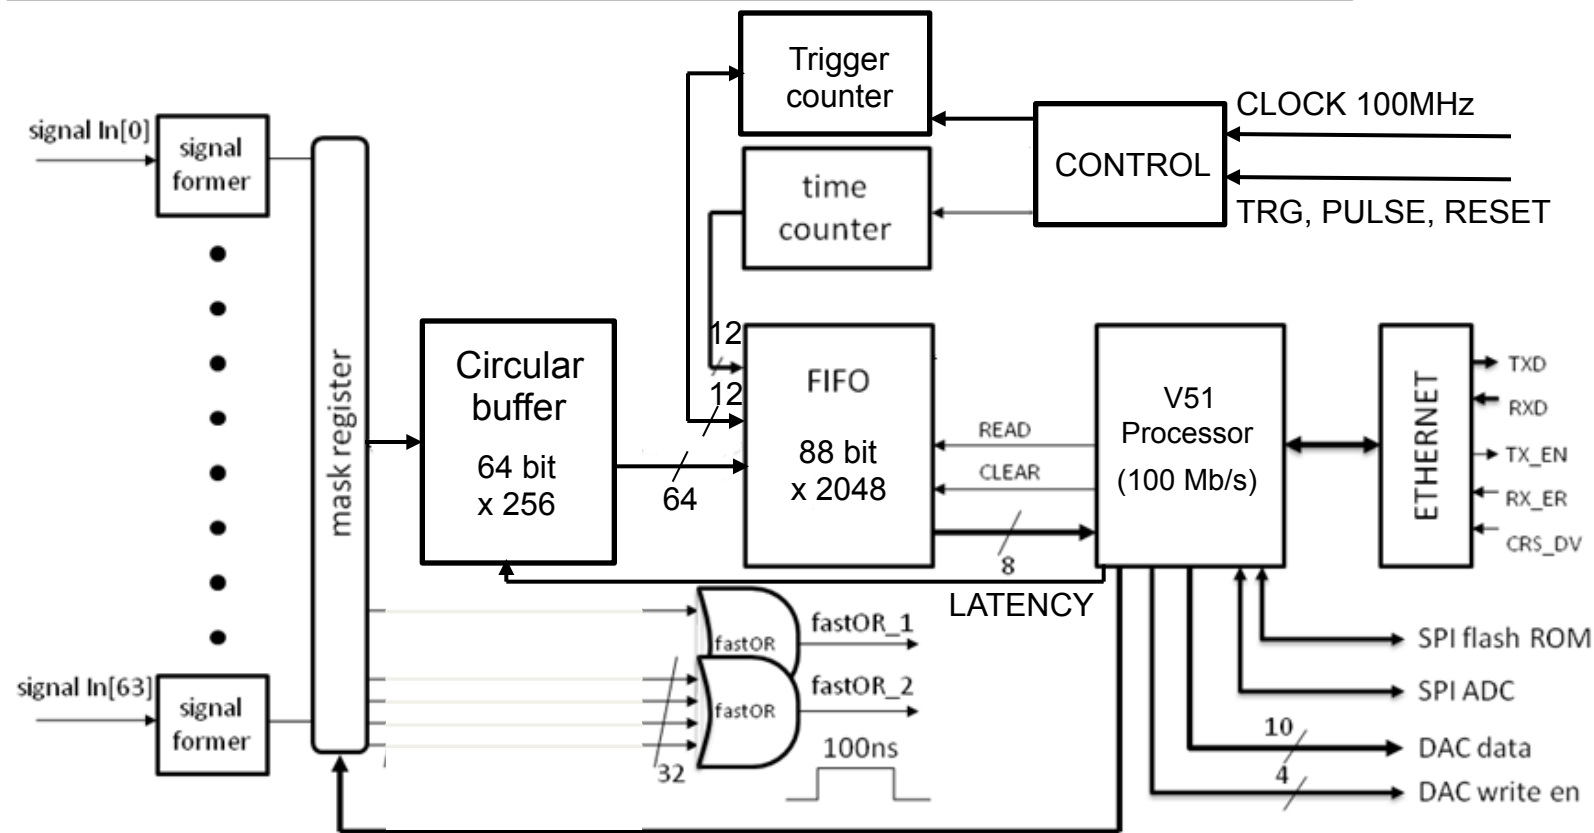 Trigger
counter
CLOCK 100MHz
signal In[0]
signal
former
CONTROL
time
counter
TRG, PULSE, RESET
mask register
Circular
buffer
64 bit
x 256
12
12
64
FIFO
88 bit
x 2048
READ
CLEAR
8
V51
Processor
(100 Mb/s)
ETHERNET
TXD
RXD
TX_EN
RX_ER
CRS_DV
LATENCY
signal In[63]
signal
former
fastOR
fastOR_1
fastOR
fastOR_2
32
100ns
SPI flash ROM
SPI ADC
10
DAC data
4
DAC write en